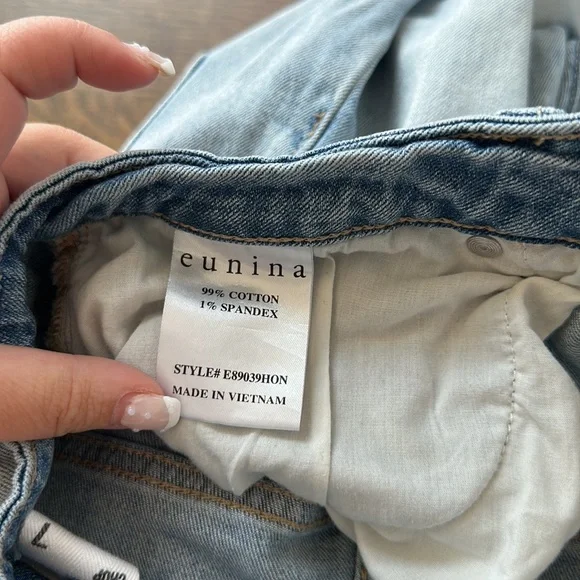 eunina
99% COTTON
1% SPANDEX
STYLE# E89039HON
MADE IN VIETNAM
L